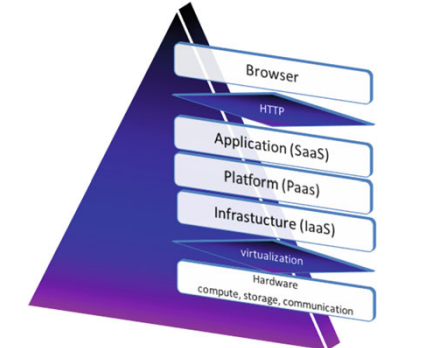 Browser
HTTP
Application (SaaS)
Platform (Paas)
Infrastucture (IaaS)
virtualization
Hardware
compute, storage, communication